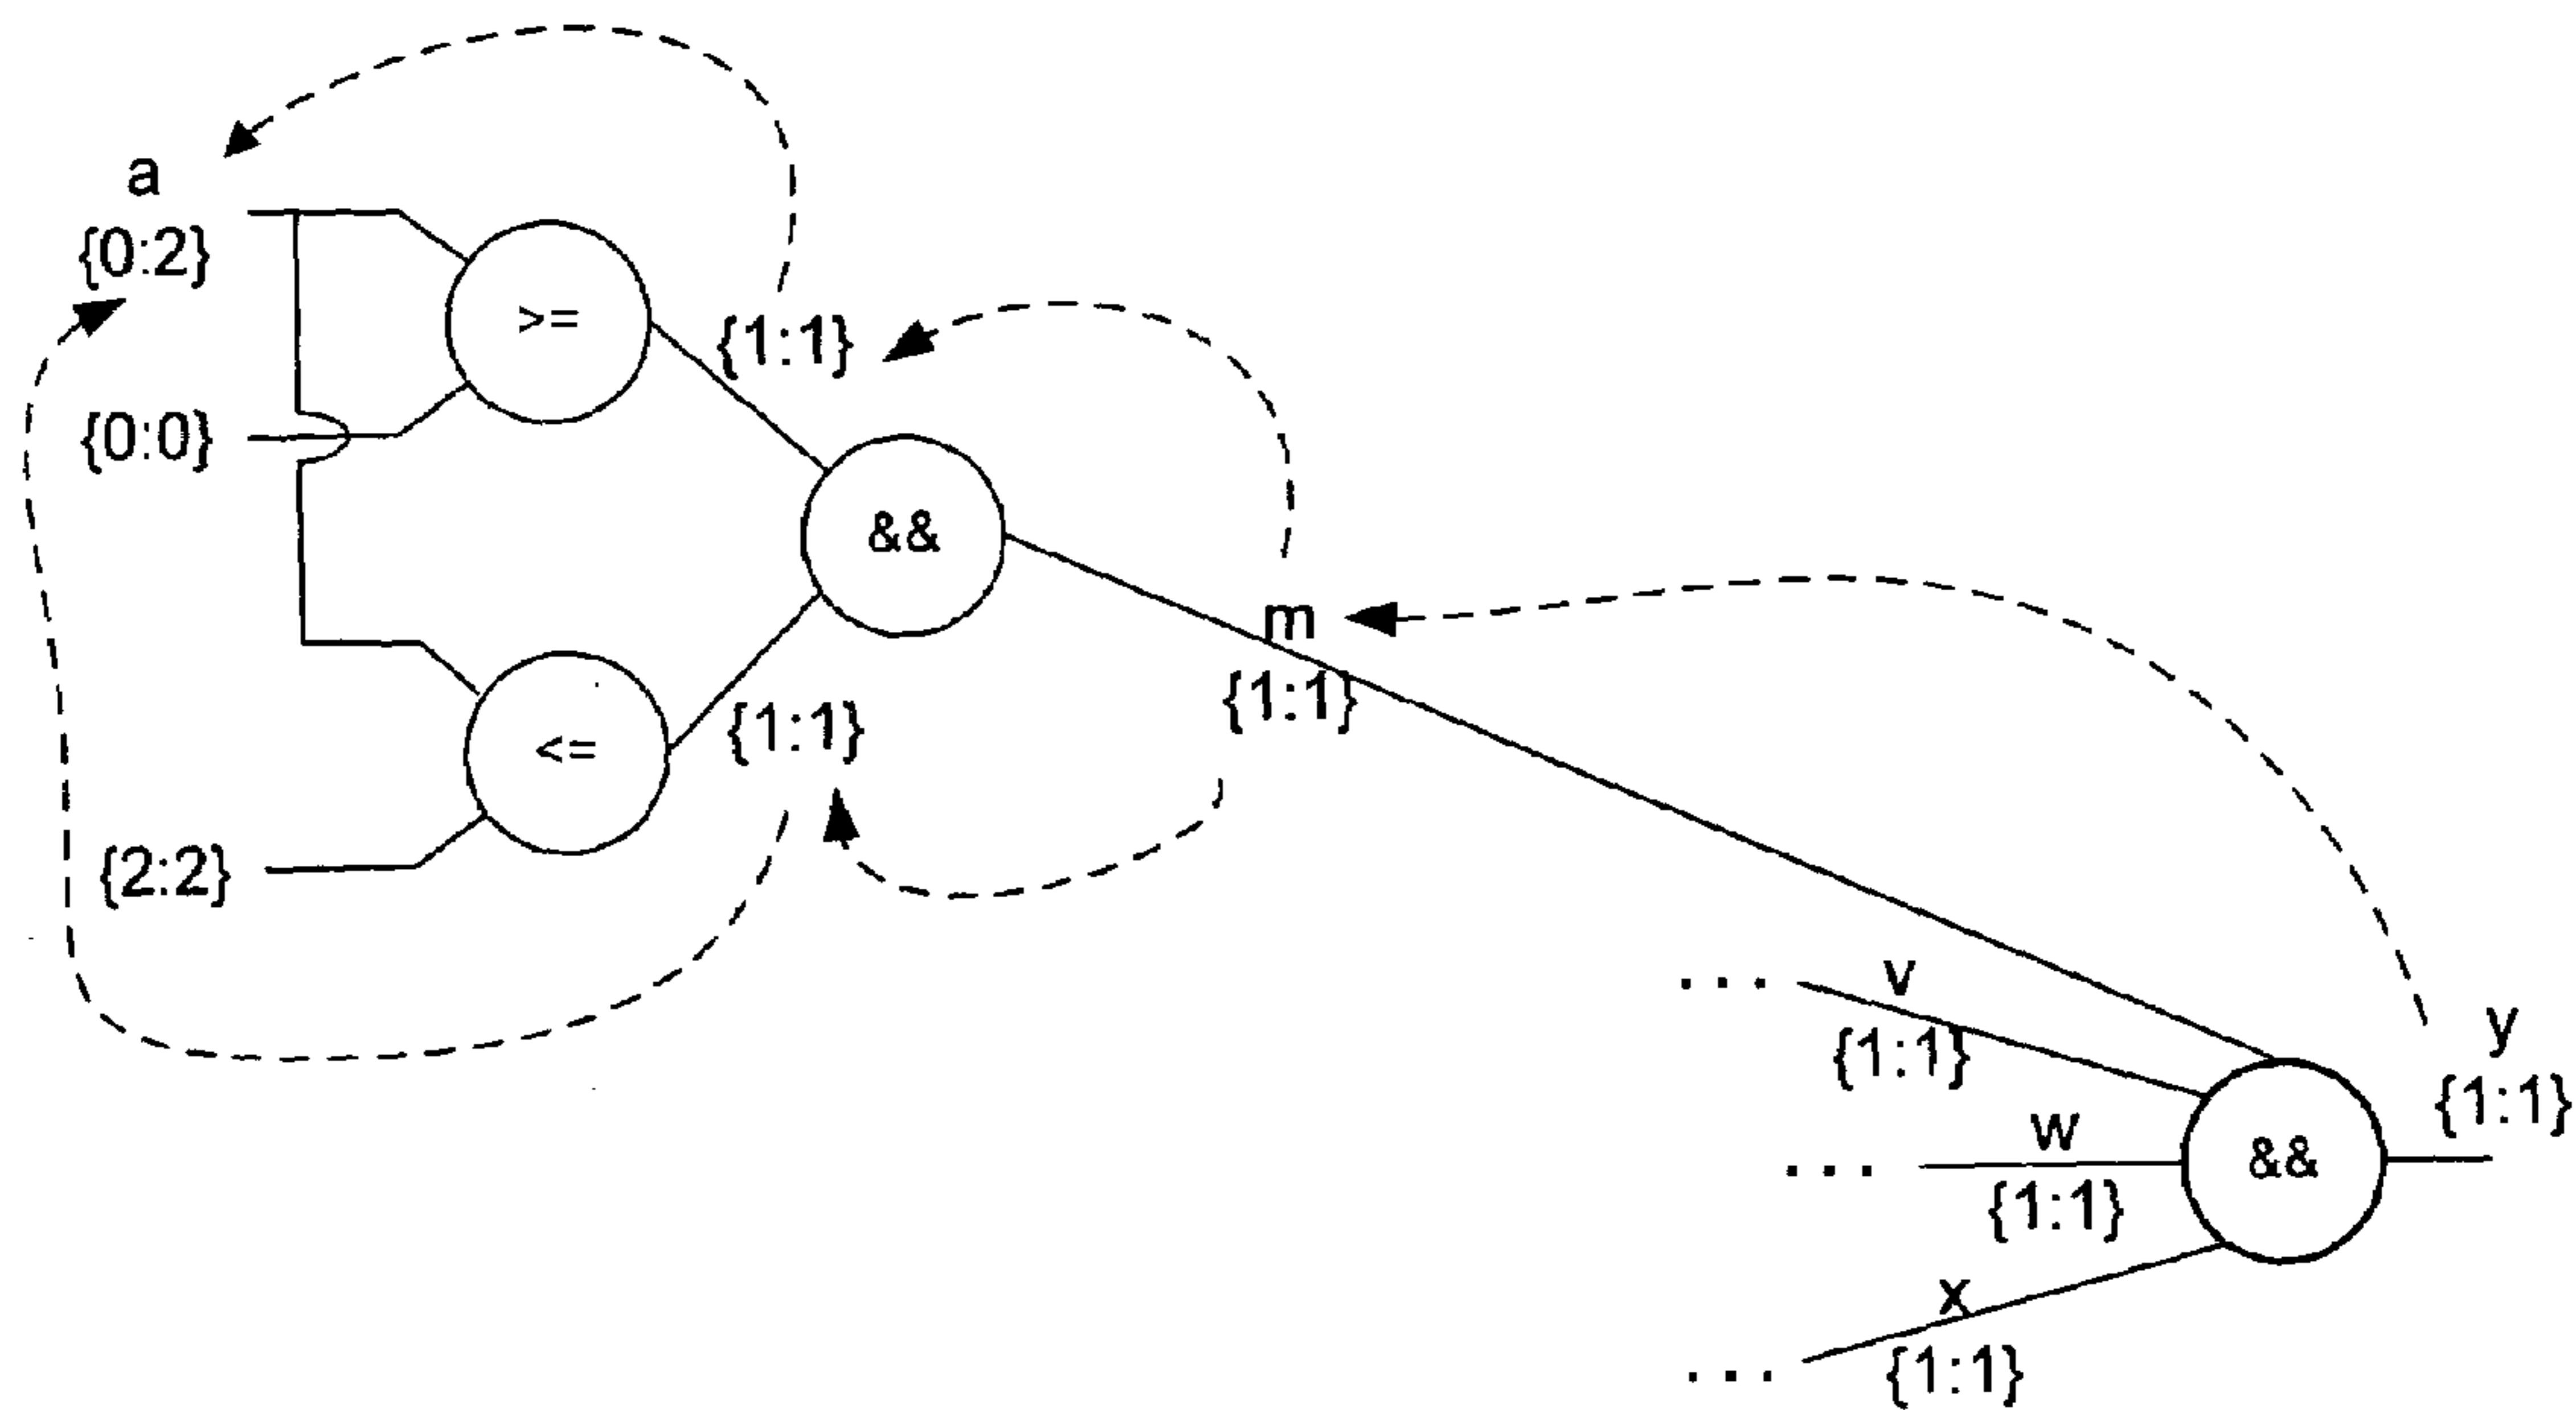 a
{0:2}
>=
{1:1}
{0:0}
&&
m
{1:1}
<=
{1:1}
{2:2}
... v
{1:1}
y
{1:1}
... w
{1:1}
&&
x
... {1:1}